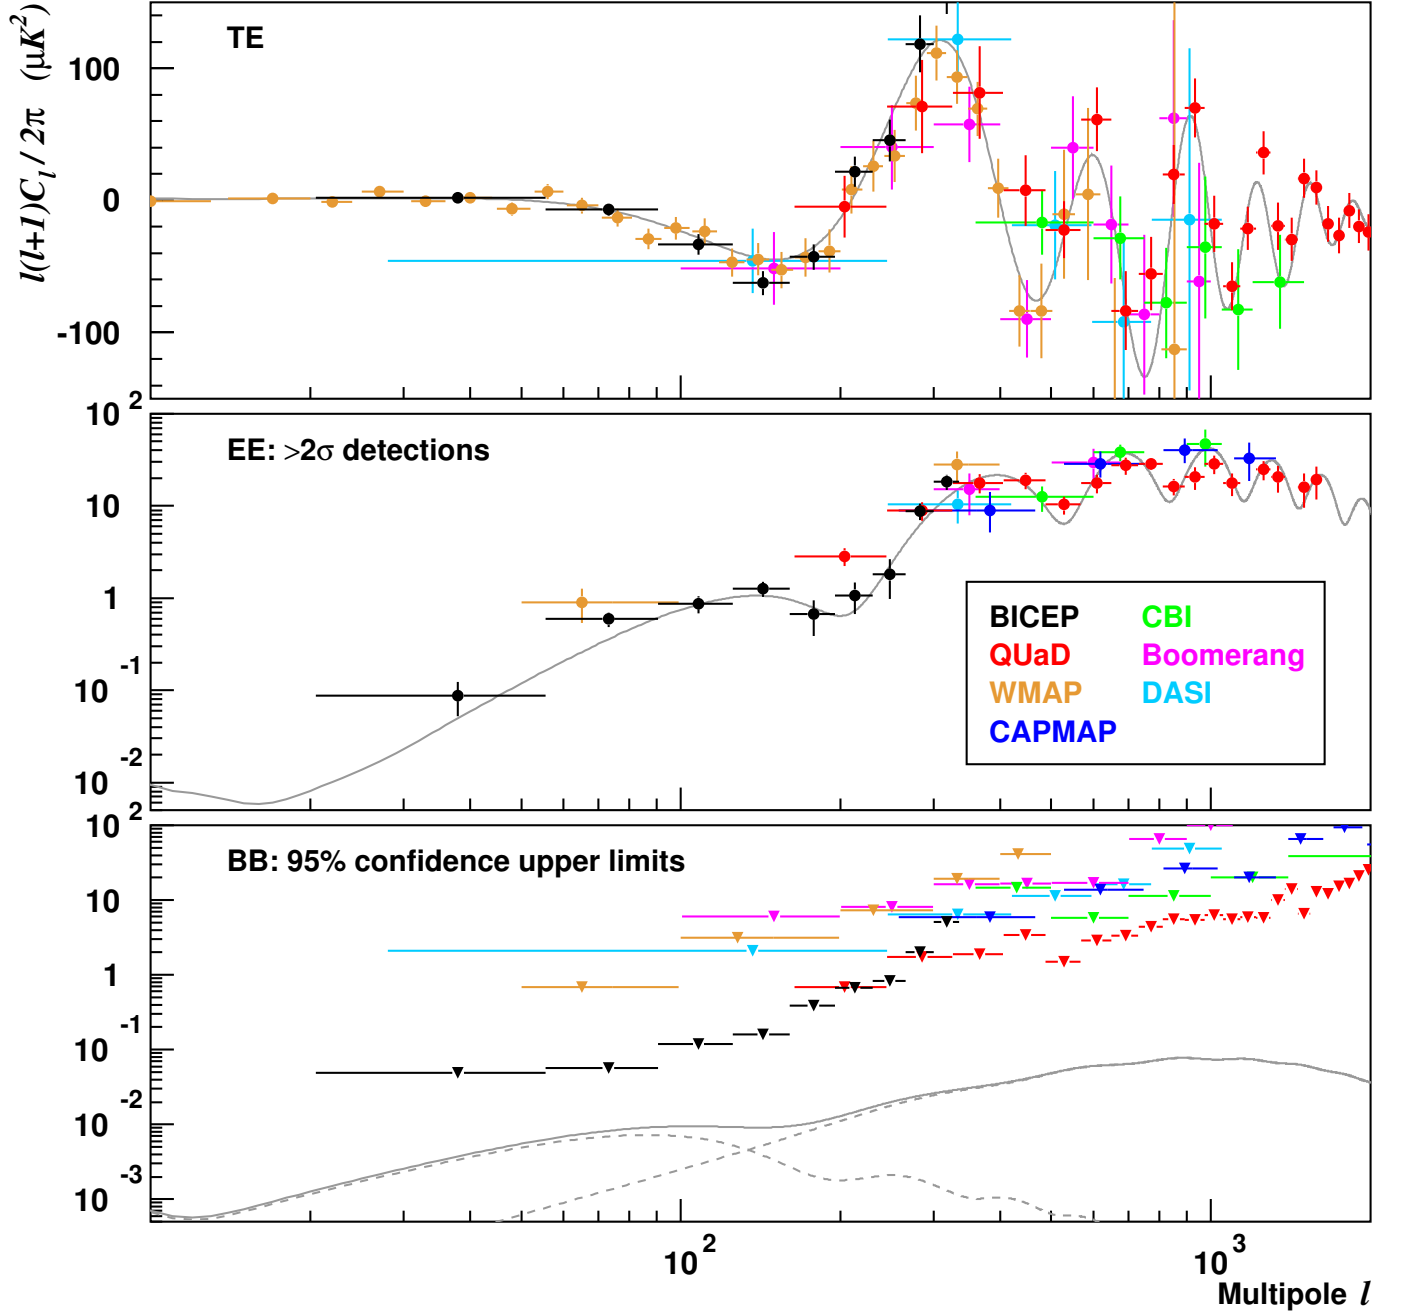 l(l+1)C_l / 2π (μK²)
TE
100
0
-100
EE: >2σ detections
10²
10
1
10⁻¹
10⁻²
BICEP CBI
QUaD Boomerang
WMAP DASI
CAPMAP
BB: 95% confidence upper limits
10²
10
1
10⁻¹
10⁻²
10⁻³
10² 10³
Multipole l